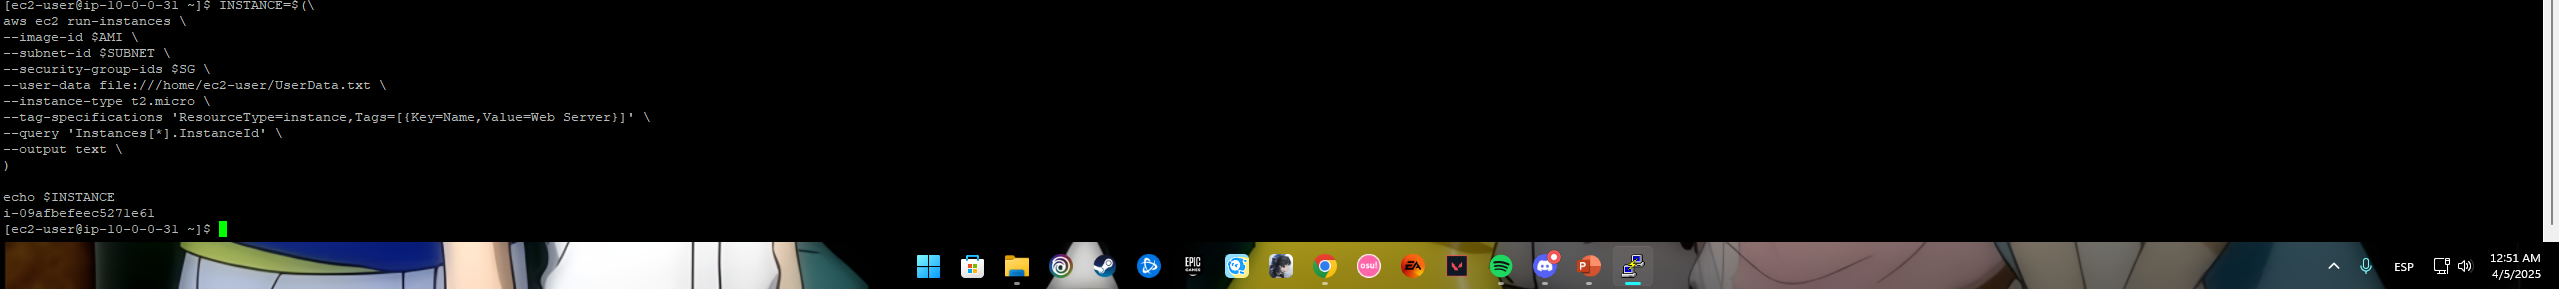 [ec2-user@ip-10-0-0-31 ~]$ INSTANCE=$(\
aws ec2 run-instances \
--image-id $AMI \
--subnet-id $SUBNET \
--security-group-ids $SG \
--user-data file:///home/ec2-user/UserData.txt \
--instance-type t2.micro \
--tag-specifications 'ResourceType=instance,Tags=[{Key=Name,Value=Web Server}]' \
--query 'Instances[*].InstanceId' \
--output text \
)
echo $INSTANCE
i-09afbefeec5271e61
[ec2-user@ip-10-0-0-31 ~]$
EPIC
GAMES
osu!
EA
P
ESP
12:51 AM
4/5/2025